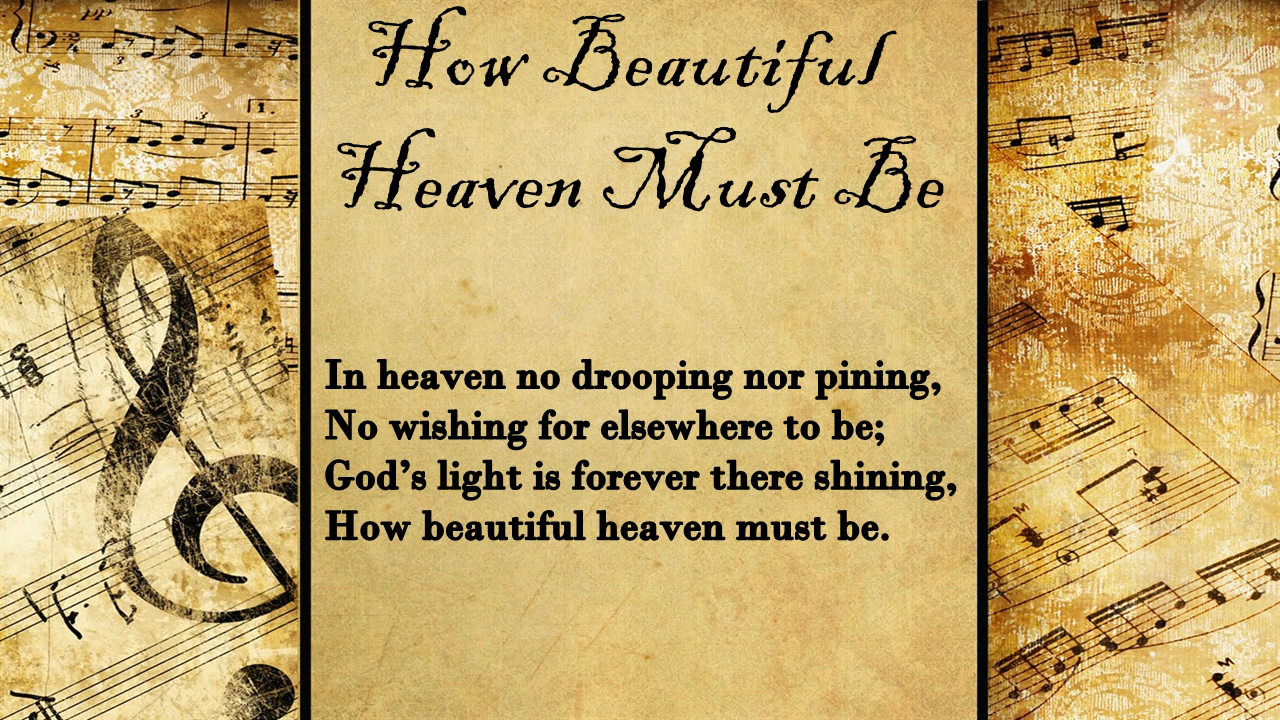 How Beautiful
Heaven Must Be
In heaven no drooping nor pining,
No wishing for elsewhere to be;
God’s light is forever there shining,
How beautiful heaven must be.